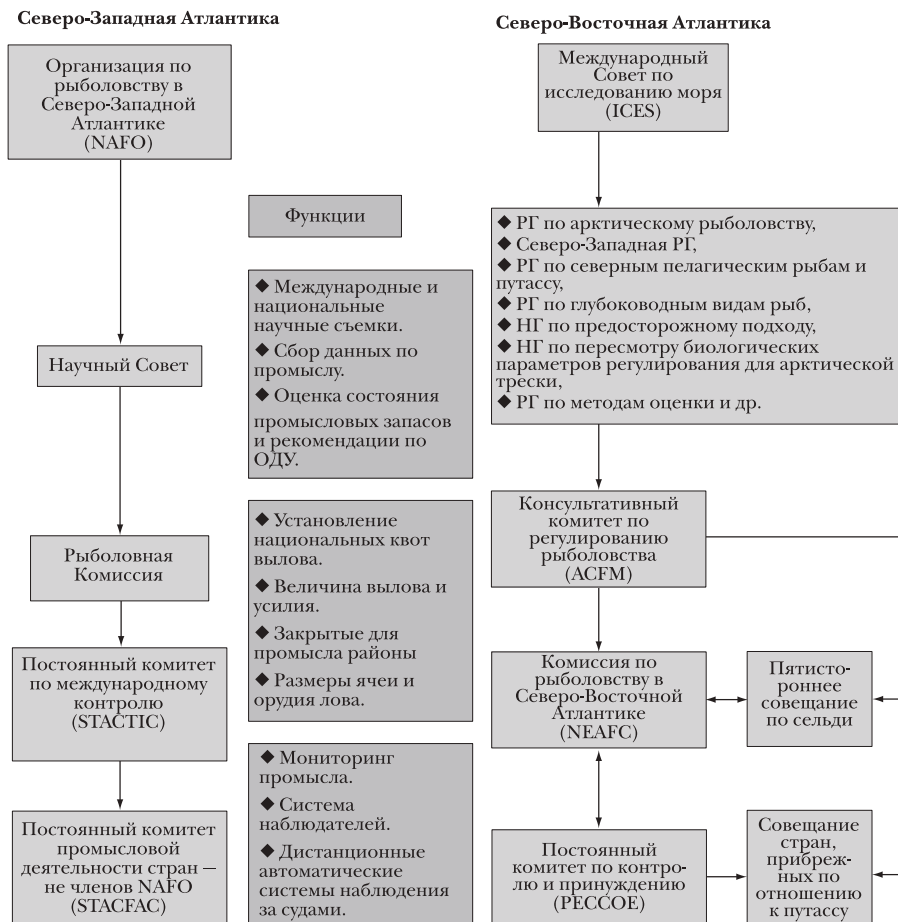 Северо-Западная Атлантика
Организация по
рыболовству в
Северо-Западной
Атлантике
(NAFO)
Научный Совет
Рыболовная
Комиссия
Постоянный комитет
по международному
контролю
(STACTIC)
Постоянный комитет
промысловой
деятельности стран —
не членов NAFO
(STACFAC)
Функции
◆ Международные и
национальные
научные съемки.
◆ Сбор данных по
промыслу.
◆ Оценка состояния
промысловых запасов
и рекомендации по
ОДУ.
◆ Установление
национальных квот
вылова.
◆ Величина вылова и
усилия.
◆ Закрытые для
промысла районы
◆ Размеры ячеи и
орудия лова.
◆ Мониторинг
промысла.
◆ Система
наблюдателей.
◆ Дистанционные
автоматические
системы наблюдения
за судами.
Северо-Восточная Атлантика
Международный
Совет по
исследованию моря
(ICES)
◆ РГ по арктическому рыболовству,
◆ Северо-Западная РГ,
◆ РГ по северным пелагическим рыбам и
путассу,
◆ РГ по глубоководным видам рыб,
◆ НГ по предосторожному подходу,
◆ НГ по пересмотру биологических
параметров регулирования для арктической
трески,
◆ РГ по методам оценки и др.
Консультативный
комитет по
регулированию
рыболовства
(ACFM)
Комиссия по
рыболовству в
Северо-Восточной
Атлантике
(NEAFC)
Пятисто-
роннее
совещание
по сельди
Постоянный
комитет по контро-
лю и принуждению
(PECCOE)
Совещание
стран,
прибреж-
ных по
отношению
к путассу